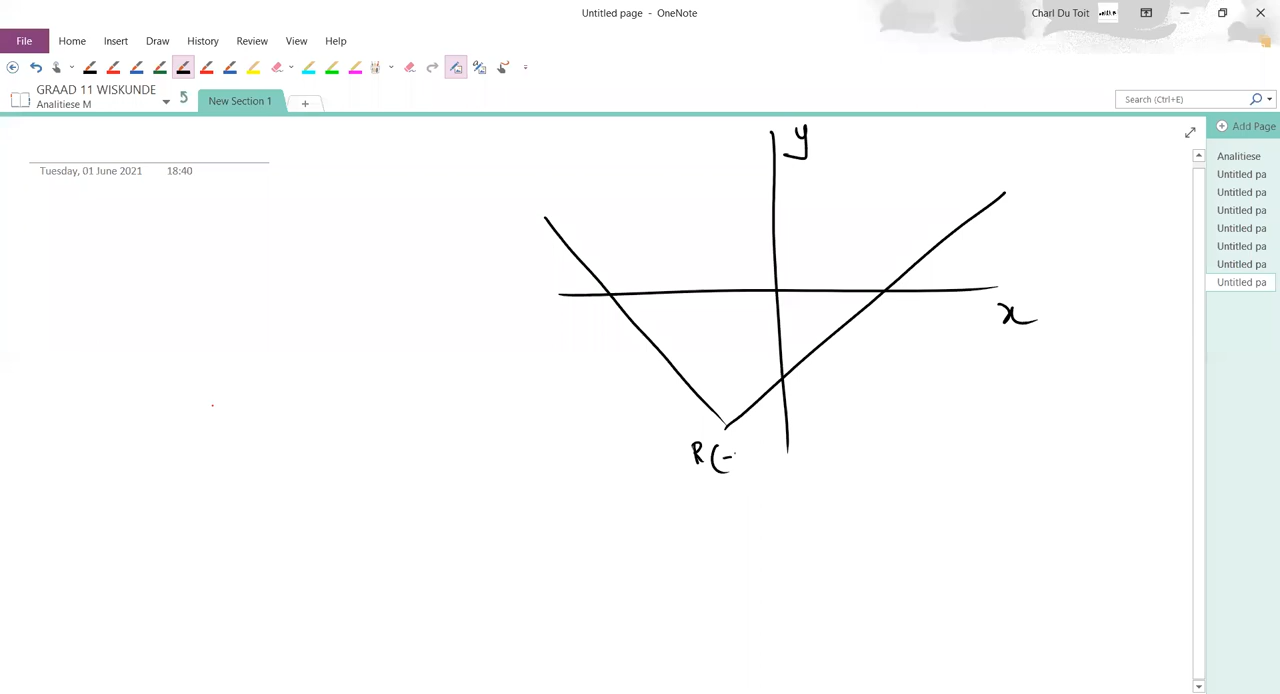 Untitled page - OneNote
Charl Du Toit
File Home Insert Draw History Review View Help
GRAAD 11 WISKUNDE
Analitiese M
New Section 1
Search (Ctrl+E)
Add Page
Tuesday, 01 June 2021 18:40
Analitiese
Untitled pa
Untitled pa
Untitled pa
Untitled pa
Untitled pa
Untitled pa
Untitled pa
y
x
R(-